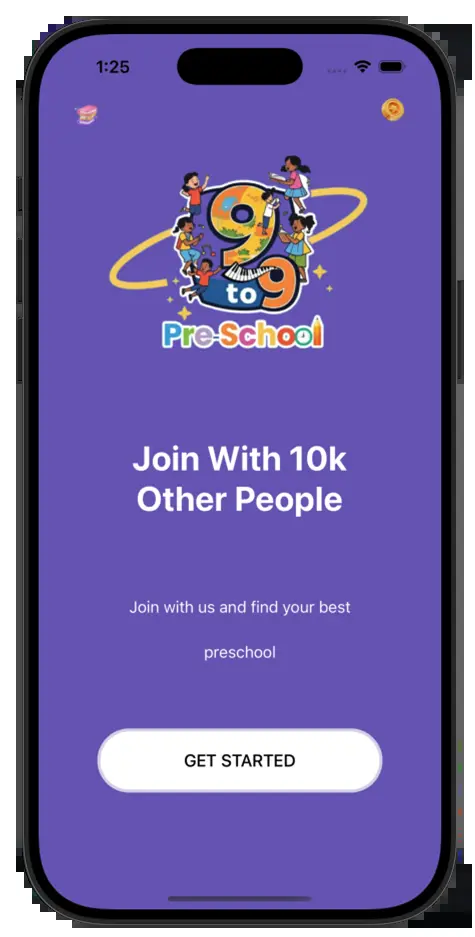 1:25
9
to 9
Pre-School
Join With 10k
Other People
Join with us and find your best
preschool
GET STARTED